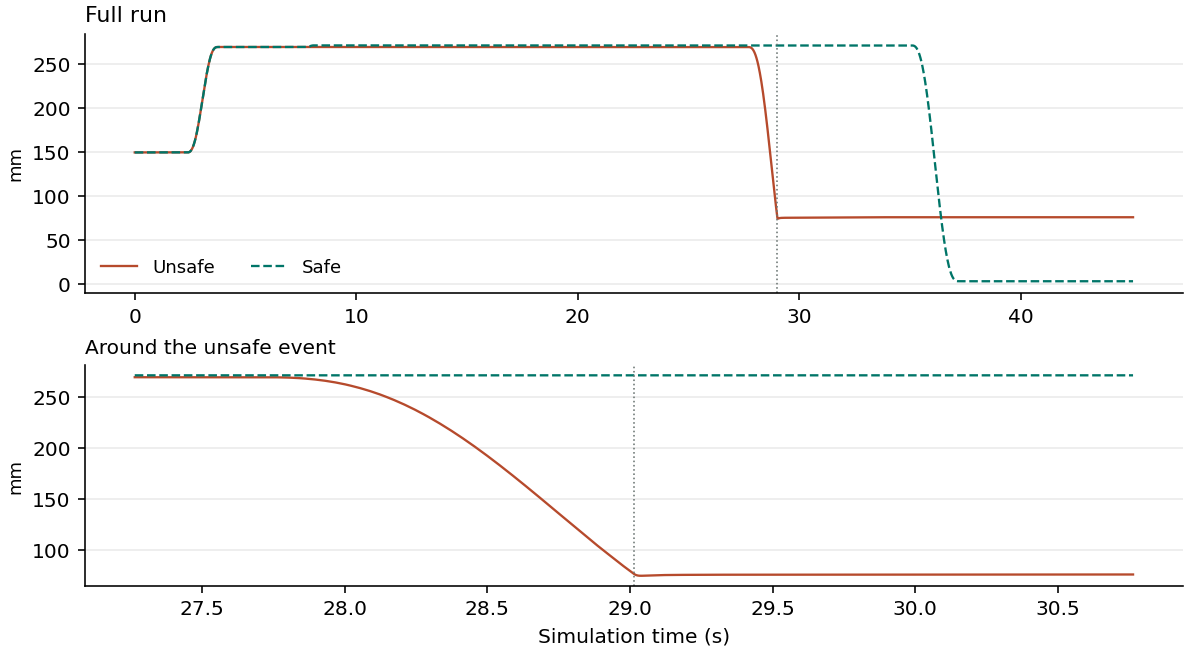 Full run
mm
250
200
150
100
50
0
Unsafe Safe
0 10 20 30 40
Around the unsafe event
mm
250
200
150
100
27.5 28.0 28.5 29.0 29.5 30.0 30.5
Simulation time (s)